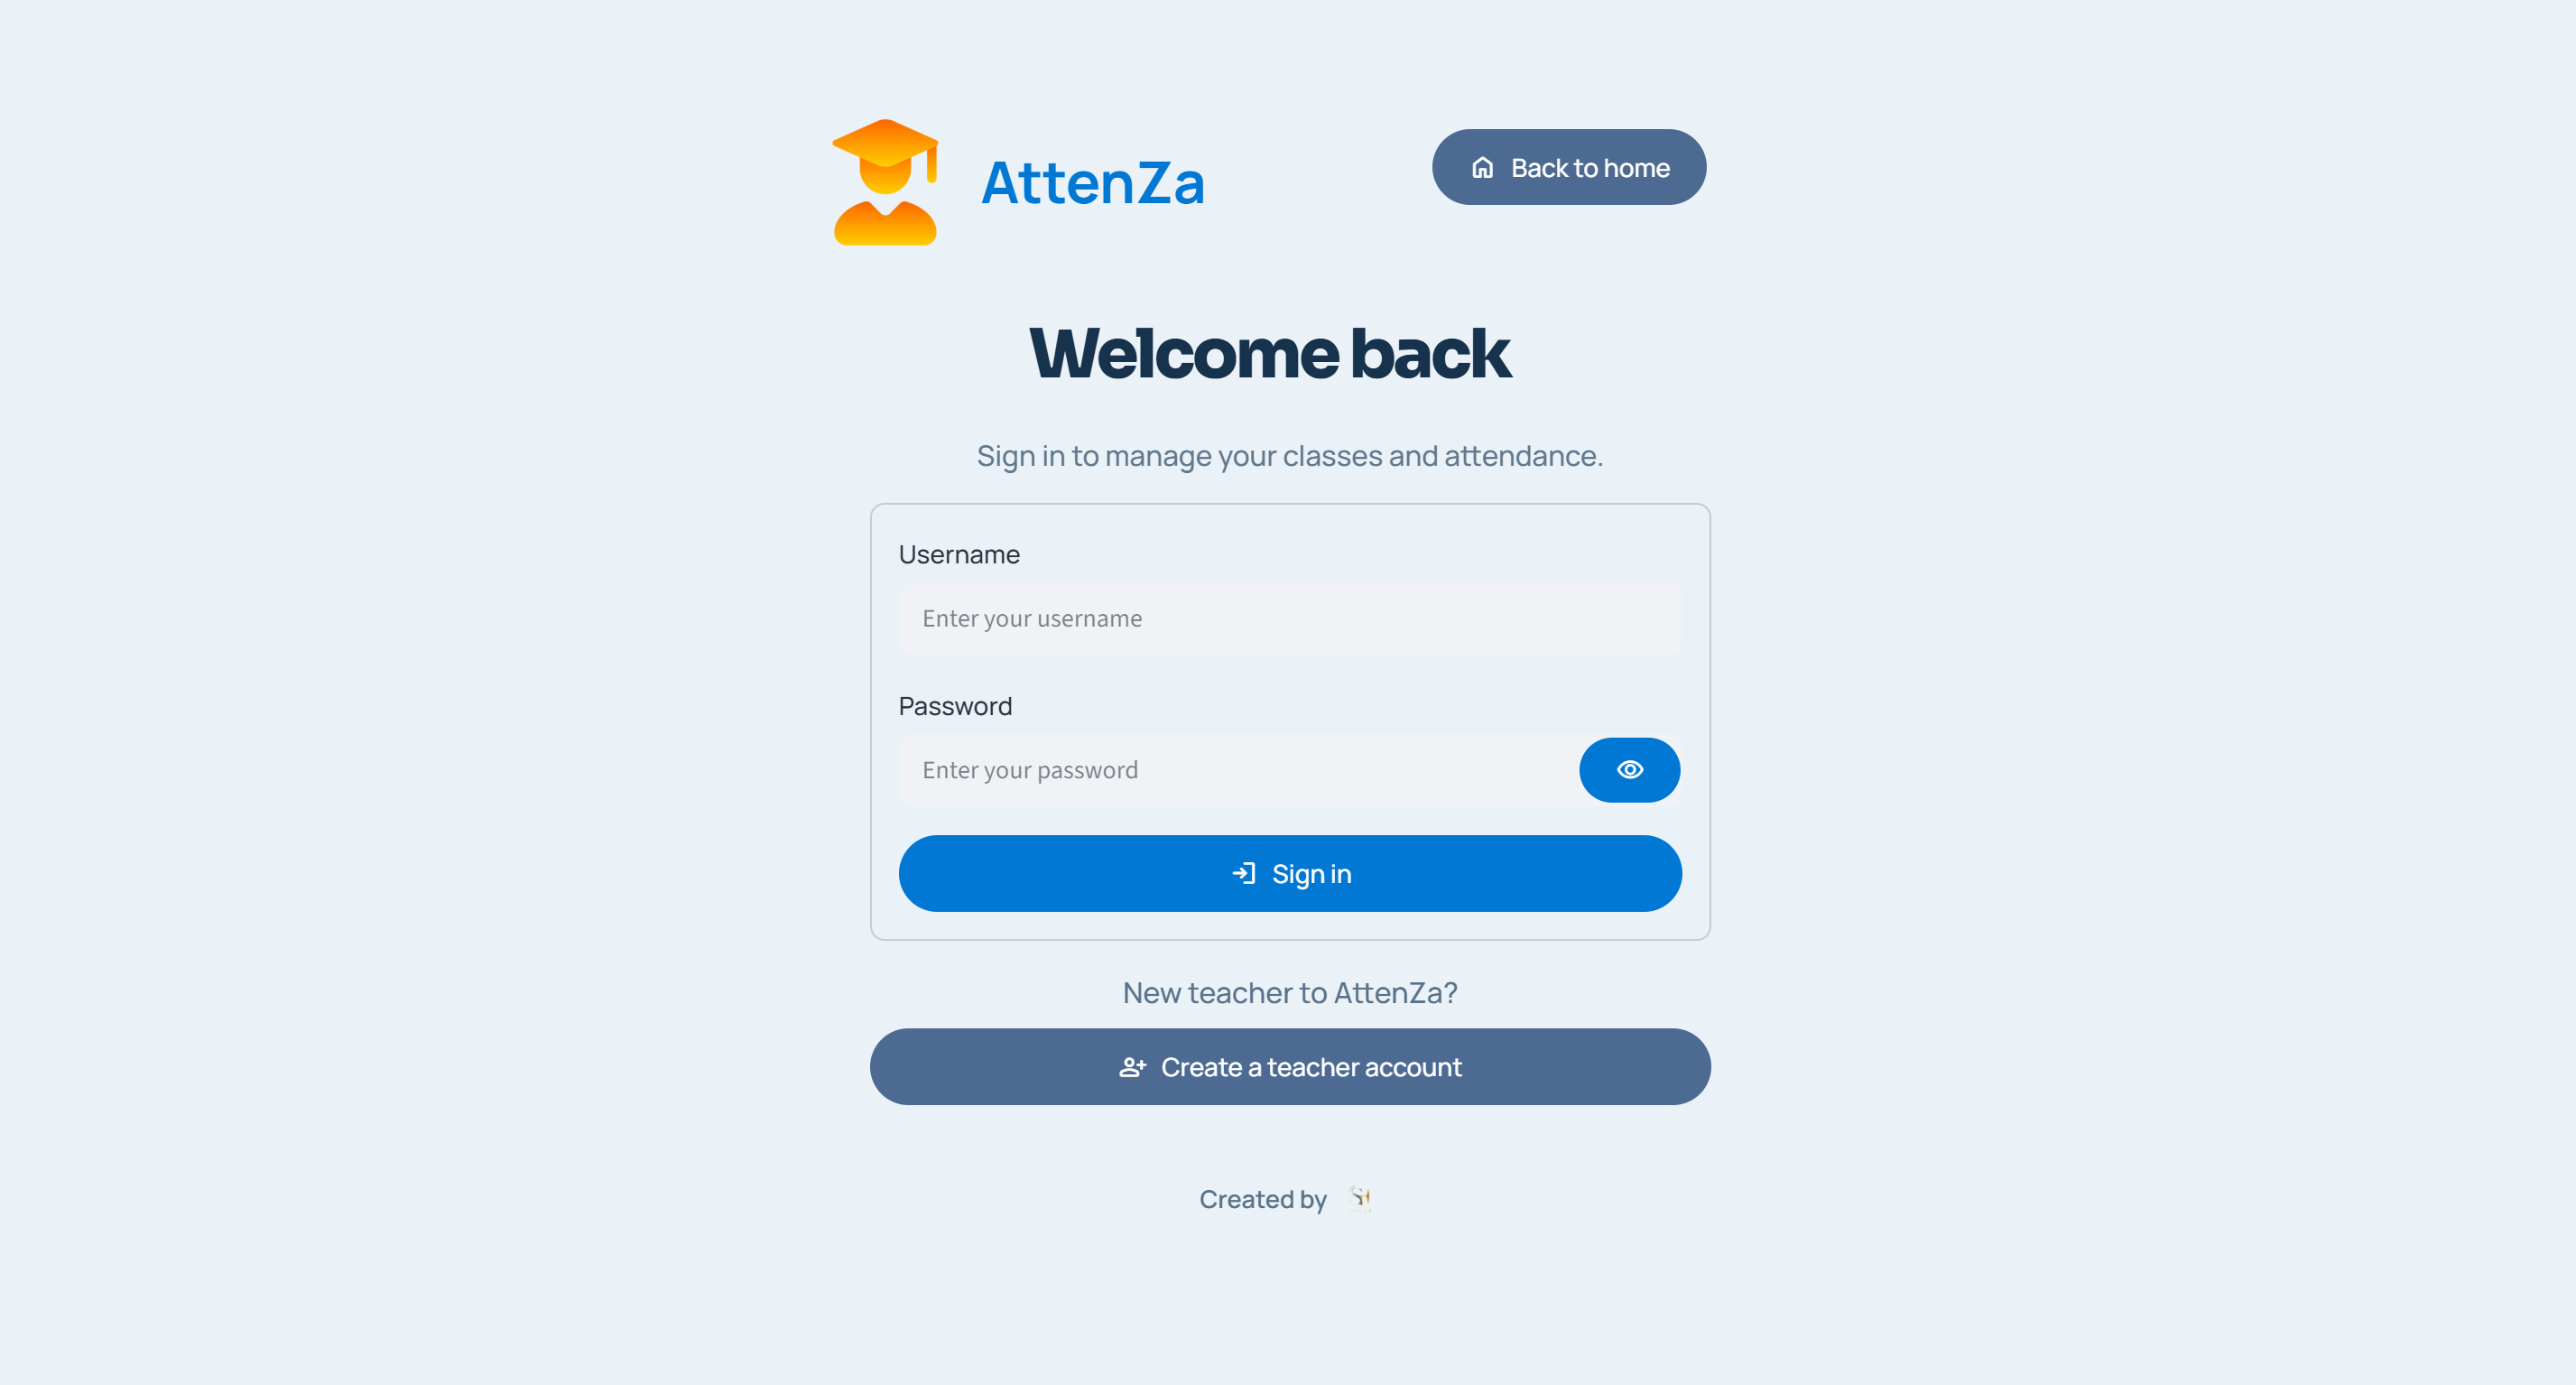 AttenZa
Back to home
Welcome back
Sign in to manage your classes and attendance.
Username
Enter your username
Password
Enter your password
Sign in
New teacher to AttenZa?
Create a teacher account
Created by